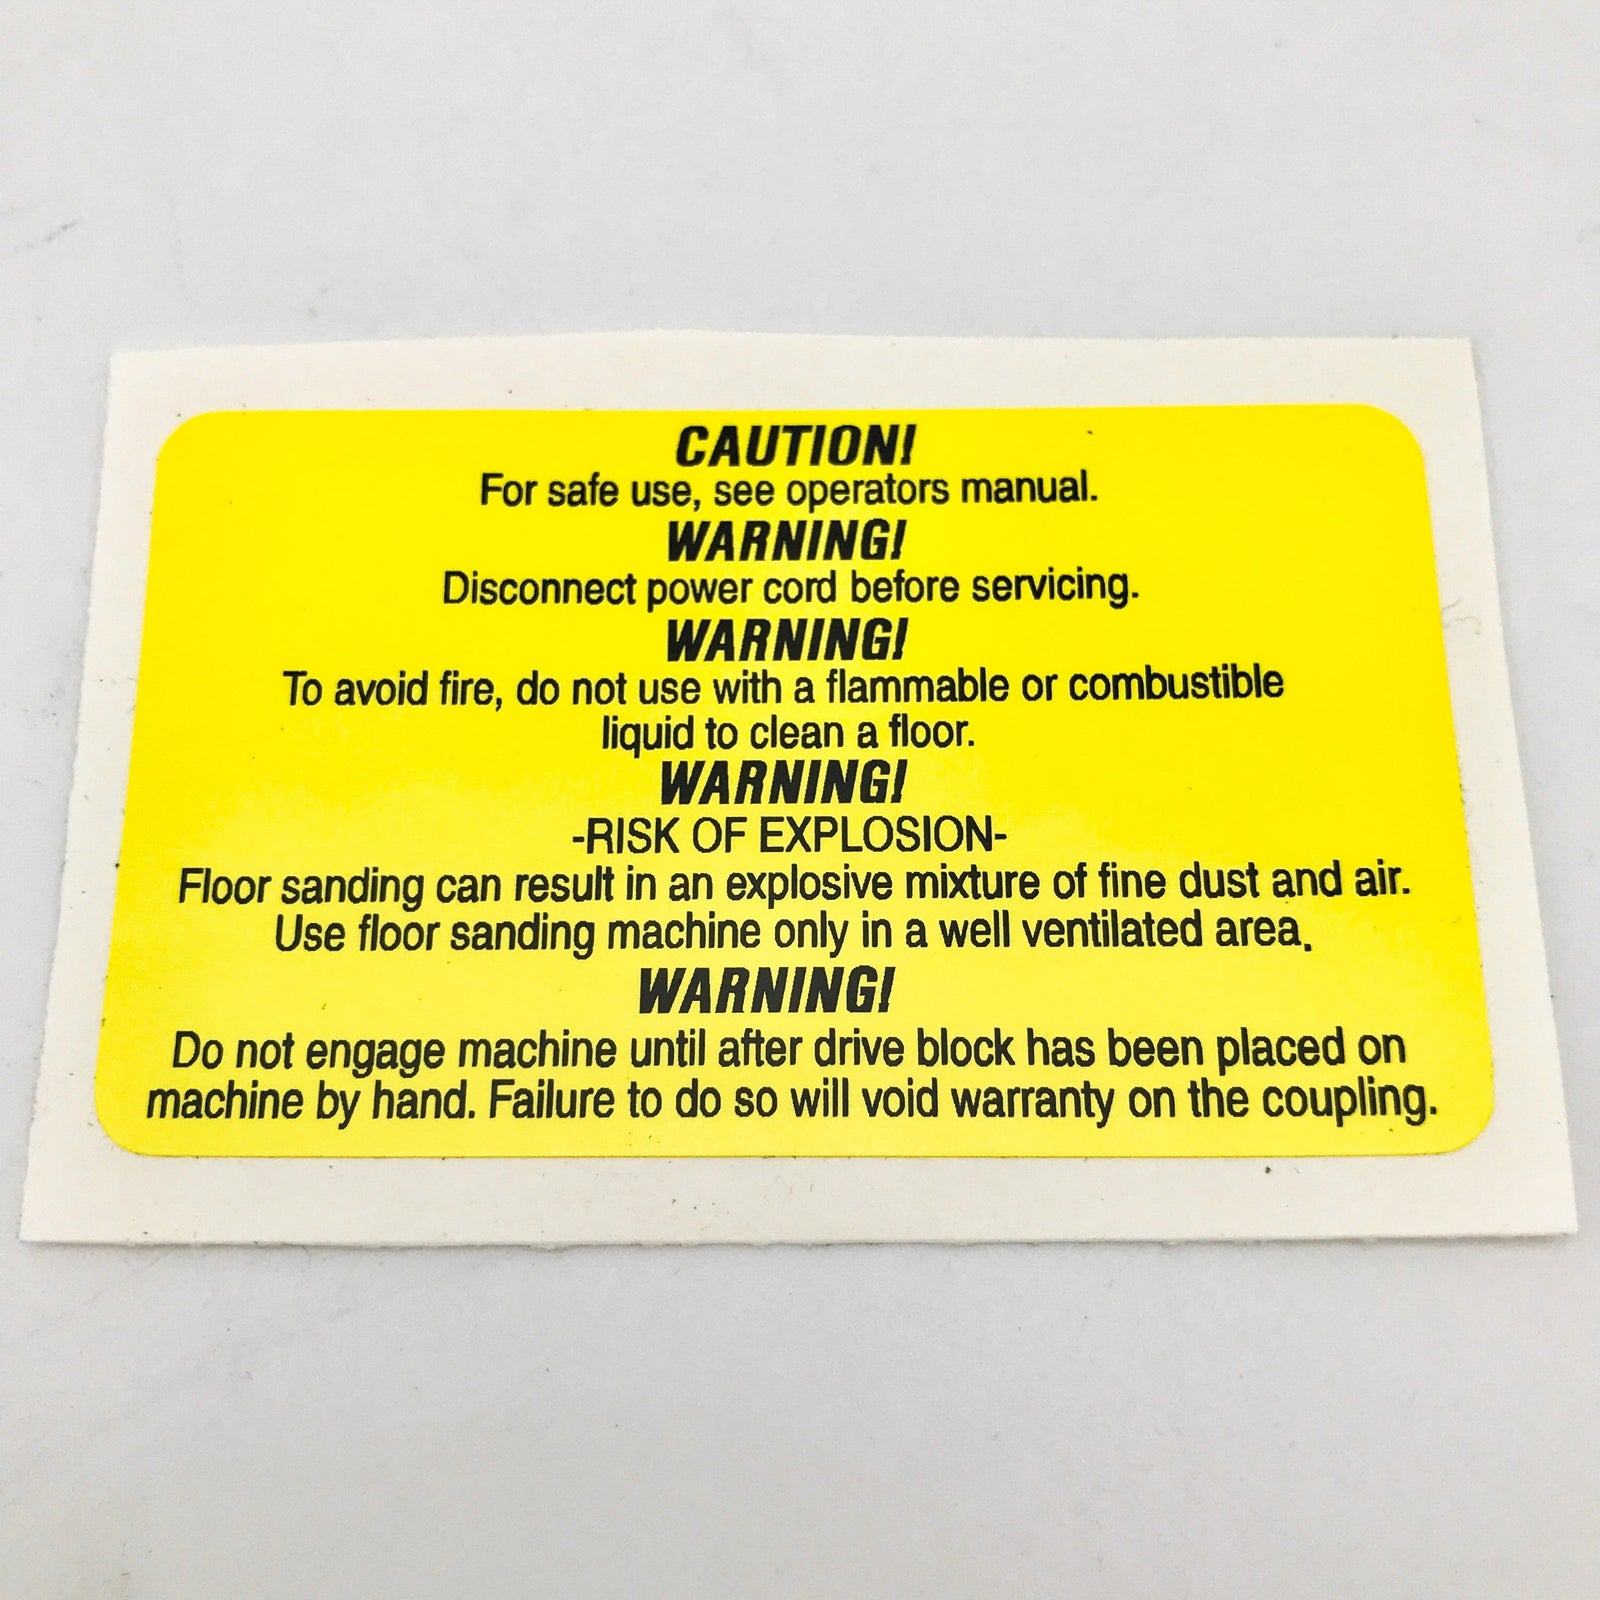 CAUTION!
For safe use, see operators manual.
WARNING!
Disconnect power cord before servicing.
WARNING!
To avoid fire, do not use with a flammable or combustible
liquid to clean a floor.
WARNING!
-RISK OF EXPLOSION-
Floor sanding can result in an explosive mixture of fine dust and air.
Use floor sanding machine only in a well ventilated area.
WARNING!
Do not engage machine until after drive block has been placed on
machine by hand. Failure to do so will void warranty on the coupling.